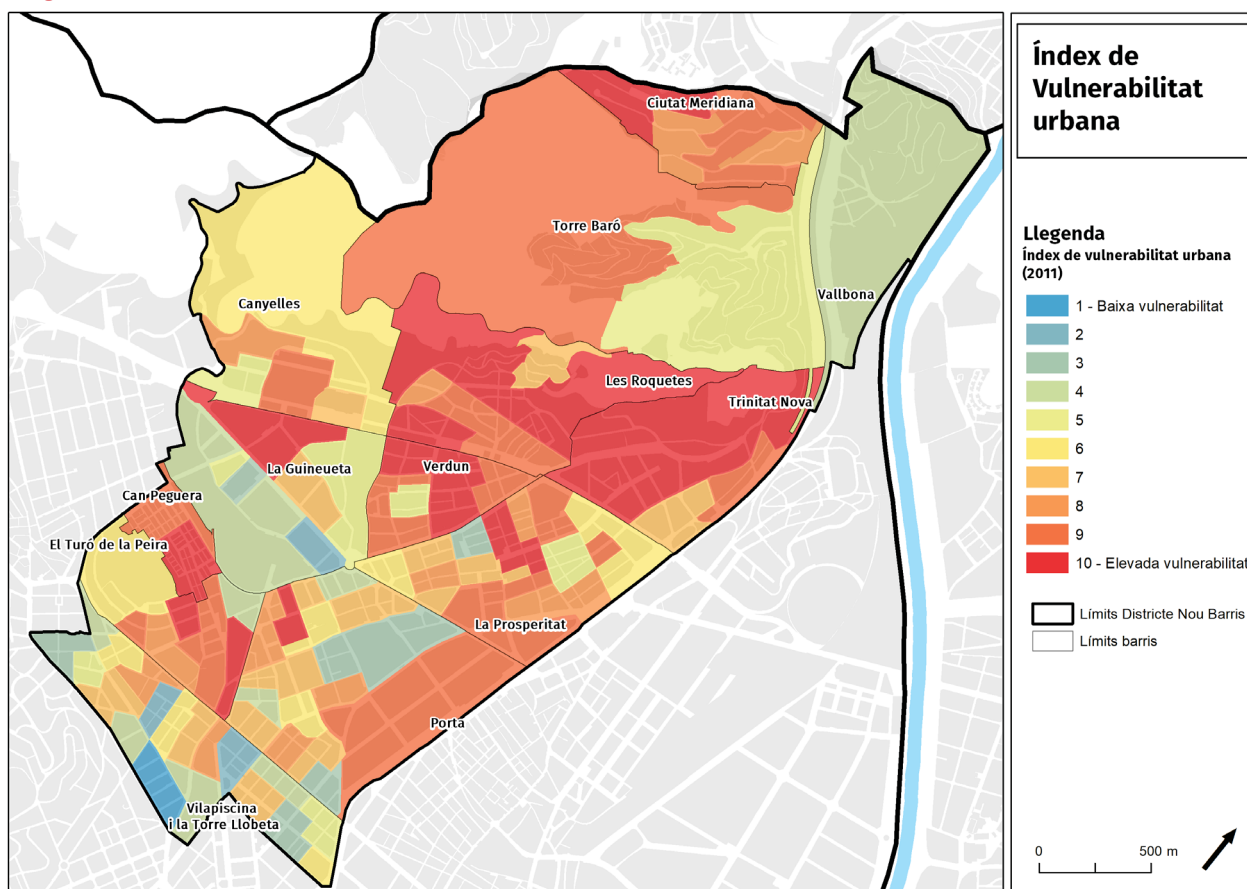 Índex de
Vulnerabilitat
urbana
Llegenda
Índex de vulnerabilitat urbana
(2011)
1 - Baixa vulnerabilitat
2
3
4
5
6
7
8
9
10 - Elevada vulnerabilitat
Límits Districte Nou Barris
Límits barris
0 500 m
Ciutat Meridiana
Torre Baró
Vallbona
Canyelles
Les Roquetes
Trinitat Nova
La Guineueta
Verdun
Can Peguera
El Turó de la Peira
La Prosperitat
Porta
Vilapiscina
i la Torre Llobeta